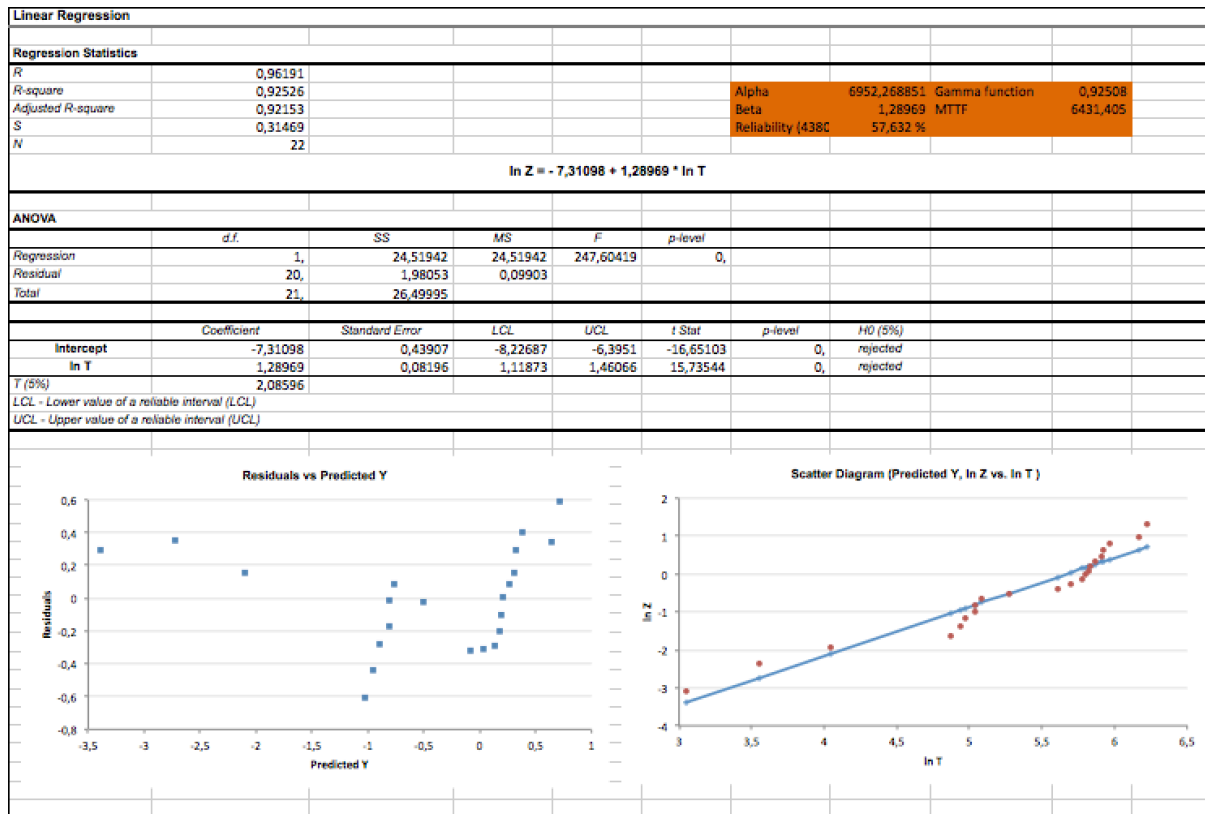 Linear Regression
Regression Statistics
R 0,96191
R-square 0,92526 Alpha 6952,268851 Gamma function 0,92508
Adjusted R-square 0,92153 Beta 1,28969 MTTF 6431,405
S 0,31469 Reliability (4380 57,632 %
N 22
ln Z = - 7,31098 + 1,28969 * ln T
ANOVA
d.f. SS MS F p-level
Regression 1, 24,51942 24,51942 247,60419 0,
Residual 20, 1,98053 0,09903
Total 21, 26,49995
Coefficient Standard Error LCL UCL t Stat p-level H0 (5%)
Intercept -7,31098 0,43907 -8,22687 -6,3951 -16,65103 0, rejected
ln T 1,28969 0,08196 1,11873 1,46066 15,73544 0, rejected
T (5%) 2,08596
LCL - Lower value of a reliable interval (LCL)
UCL - Upper value of a reliable interval (UCL)
Residuals vs Predicted Y
0,6
0,4
0,2
0
-0,2
-0,4
-0,6
-0,8
Residuals
-3,5 -3 -2,5 -2 -1,5 -1 -0,5 0 0,5 1
Predicted Y
Scatter Diagram (Predicted Y, ln Z vs. ln T )
2
1
0
-1
-2
-3
-4
ln Z
3 3,5 4 4,5 5 5,5 6 6,5
ln T